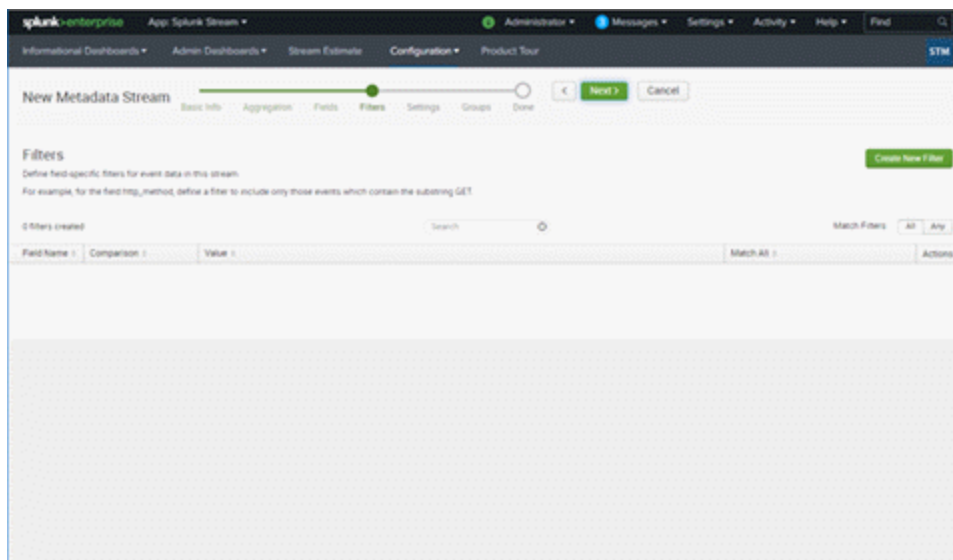 splunk>enterprise App: Splunk Stream Administrator 3 Messages Settings Activity Help Find
Informational Dashboards Admin Dashboards Stream Estimate Configuration Product Tour STM
New Metadata Stream Basic Info Aggregation Fields Filters Settings Groups Done < Next > Cancel
Filters
Create New Filter
Define field-specific filters for event data in this stream.
For example, for the field http_method, define a filter to include only those events which contain the substring GET.
0 filters created Search Match Filters All Any
Field Name Comparison Value Match All Actions